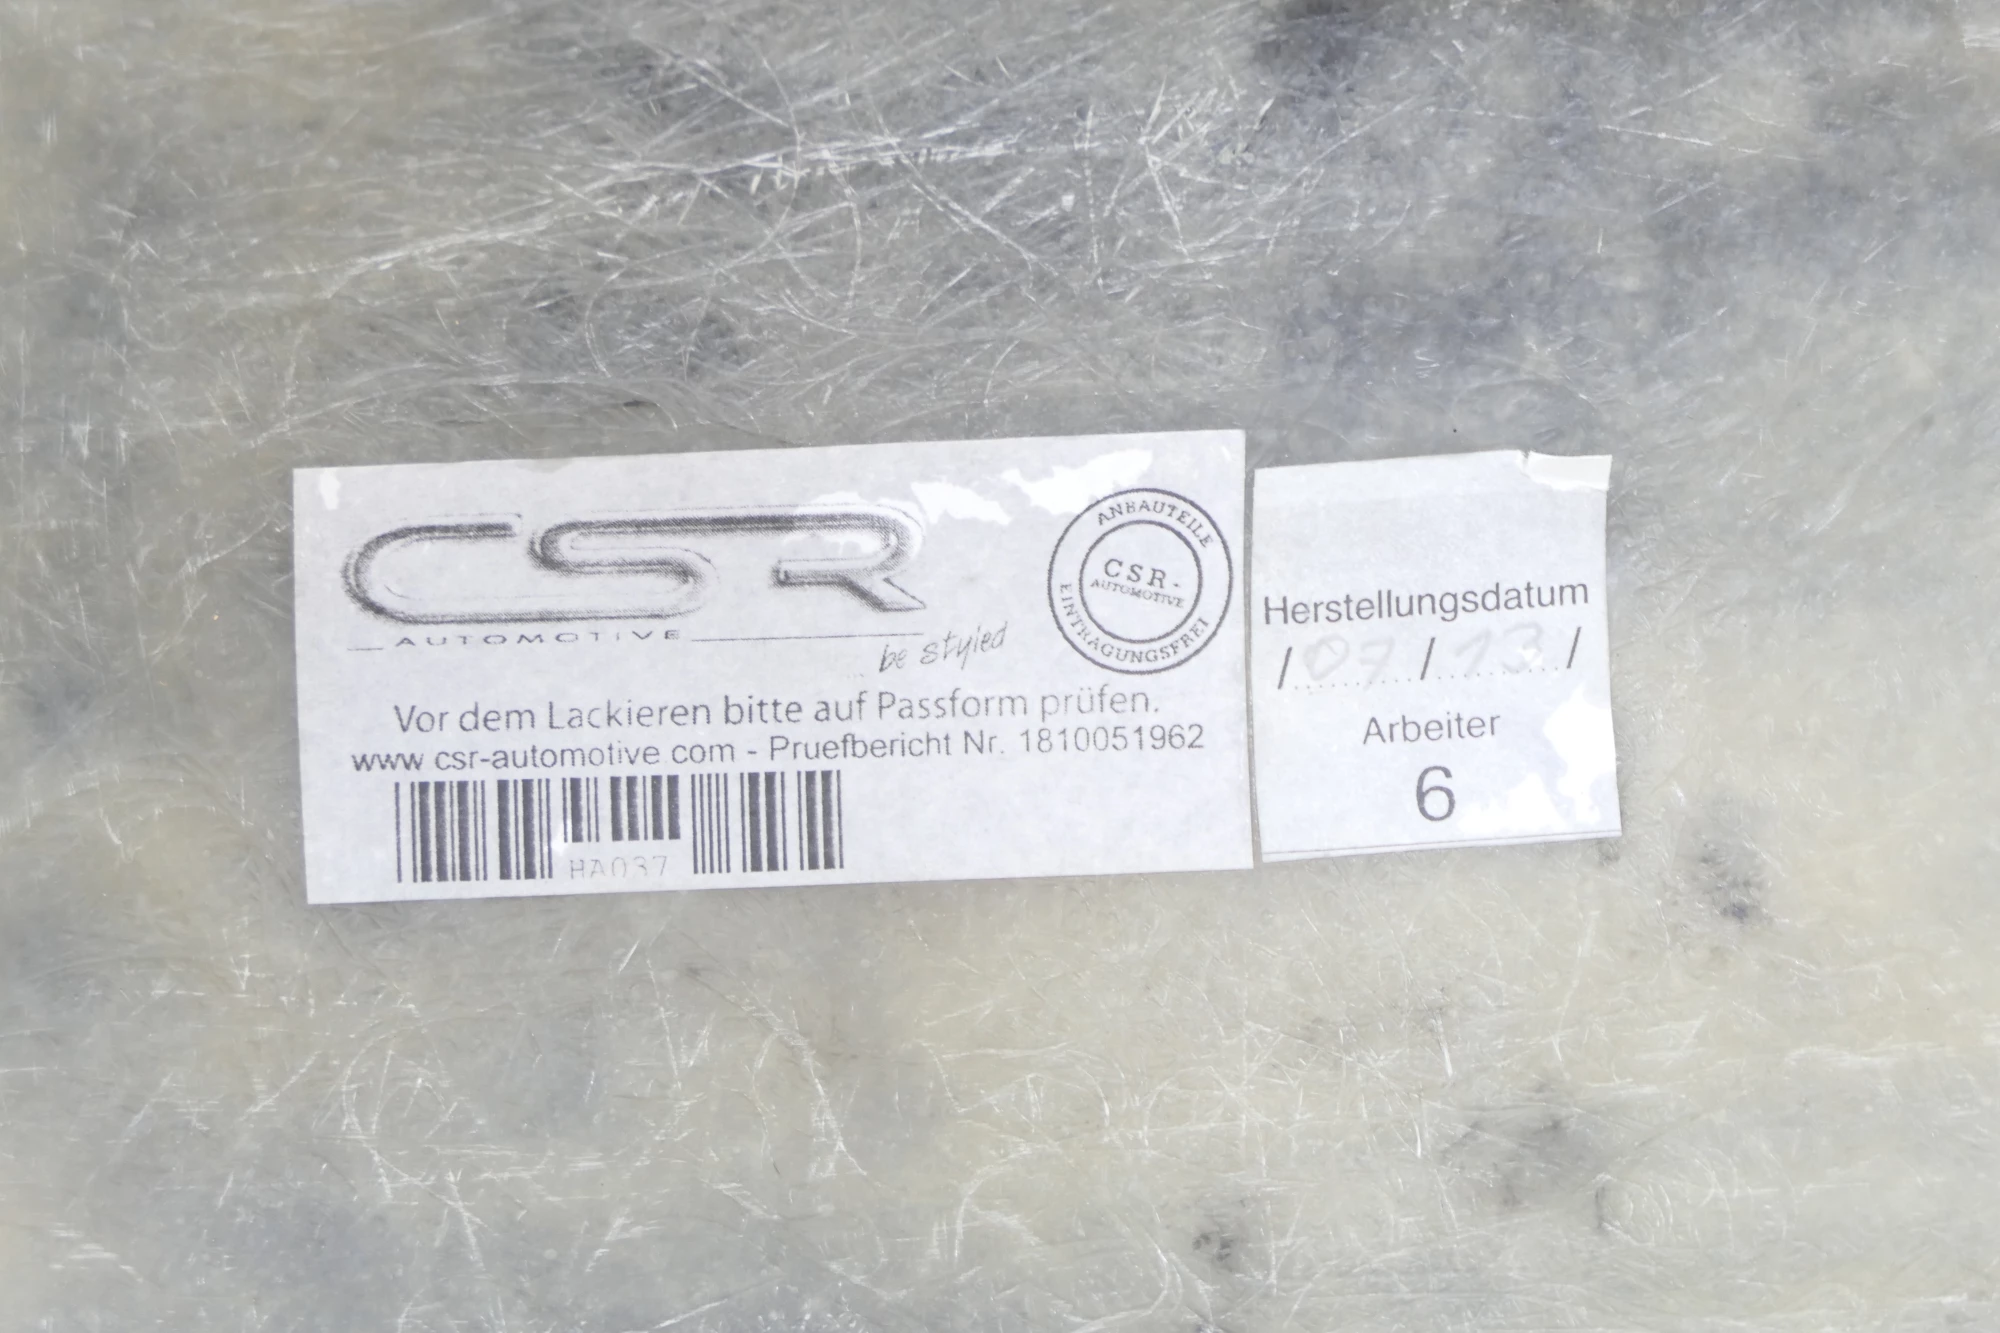 CSR
AUTOMOTIVE
be styled
ANBAUTEILE
CSR-
AUTOMOTIVE
EINTRAGUNGSFREI
Vor dem Lackieren bitte auf Passform prüfen.
www.csr-automotive.com - Pruefbericht Nr. 1810051962
HA037
Herstellungsdatum
/ 07 / 13 /
Arbeiter
6